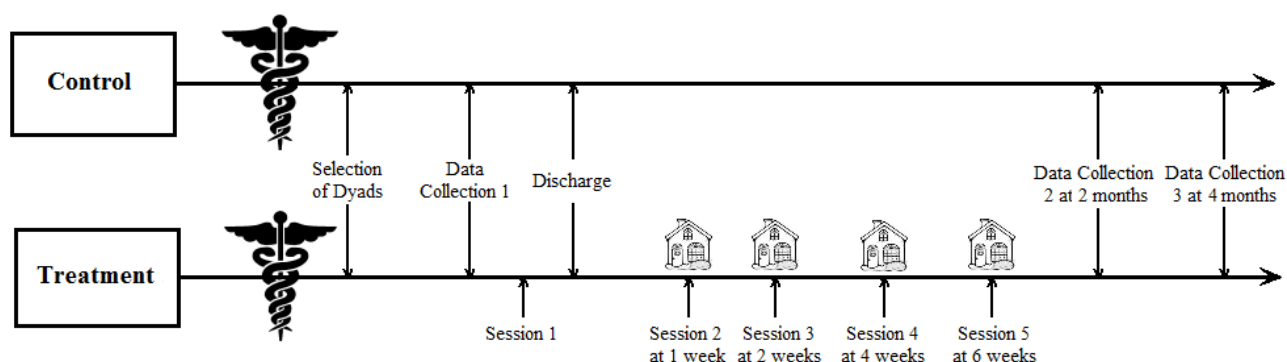 Control
Selection
of Dyads
Data
Collection 1
Discharge
Data Collection
2 at 2 months
Data Collection
3 at 4 months
Treatment
Session 1
Session 2
at 1 week
Session 3
at 2 weeks
Session 4
at 4 weeks
Session 5
at 6 weeks